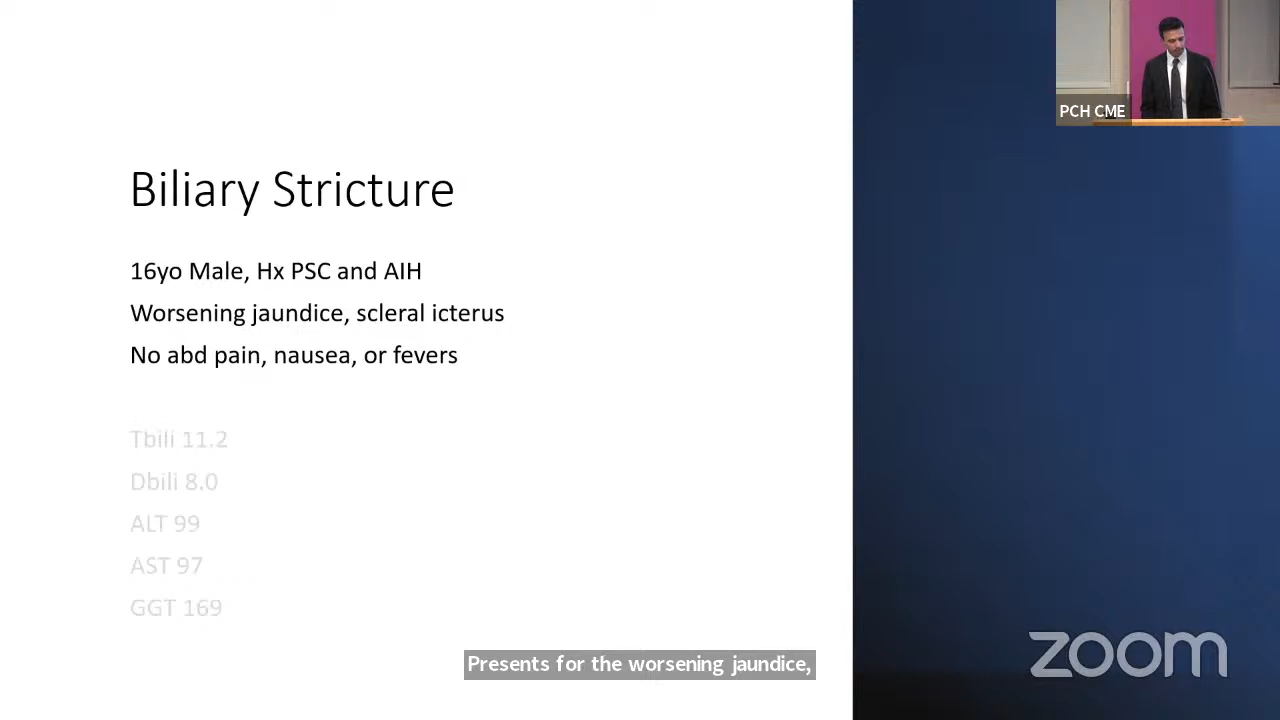 PCH CME
Biliary Stricture
16yo Male, Hx PSC and AIH
Worsening jaundice, scleral icterus
No abd pain, nausea, or fevers
Tbili 11.2
Dbili 8.0
ALT 99
AST 97
GGT 169
Presents for the worsening jaundice,
zoom